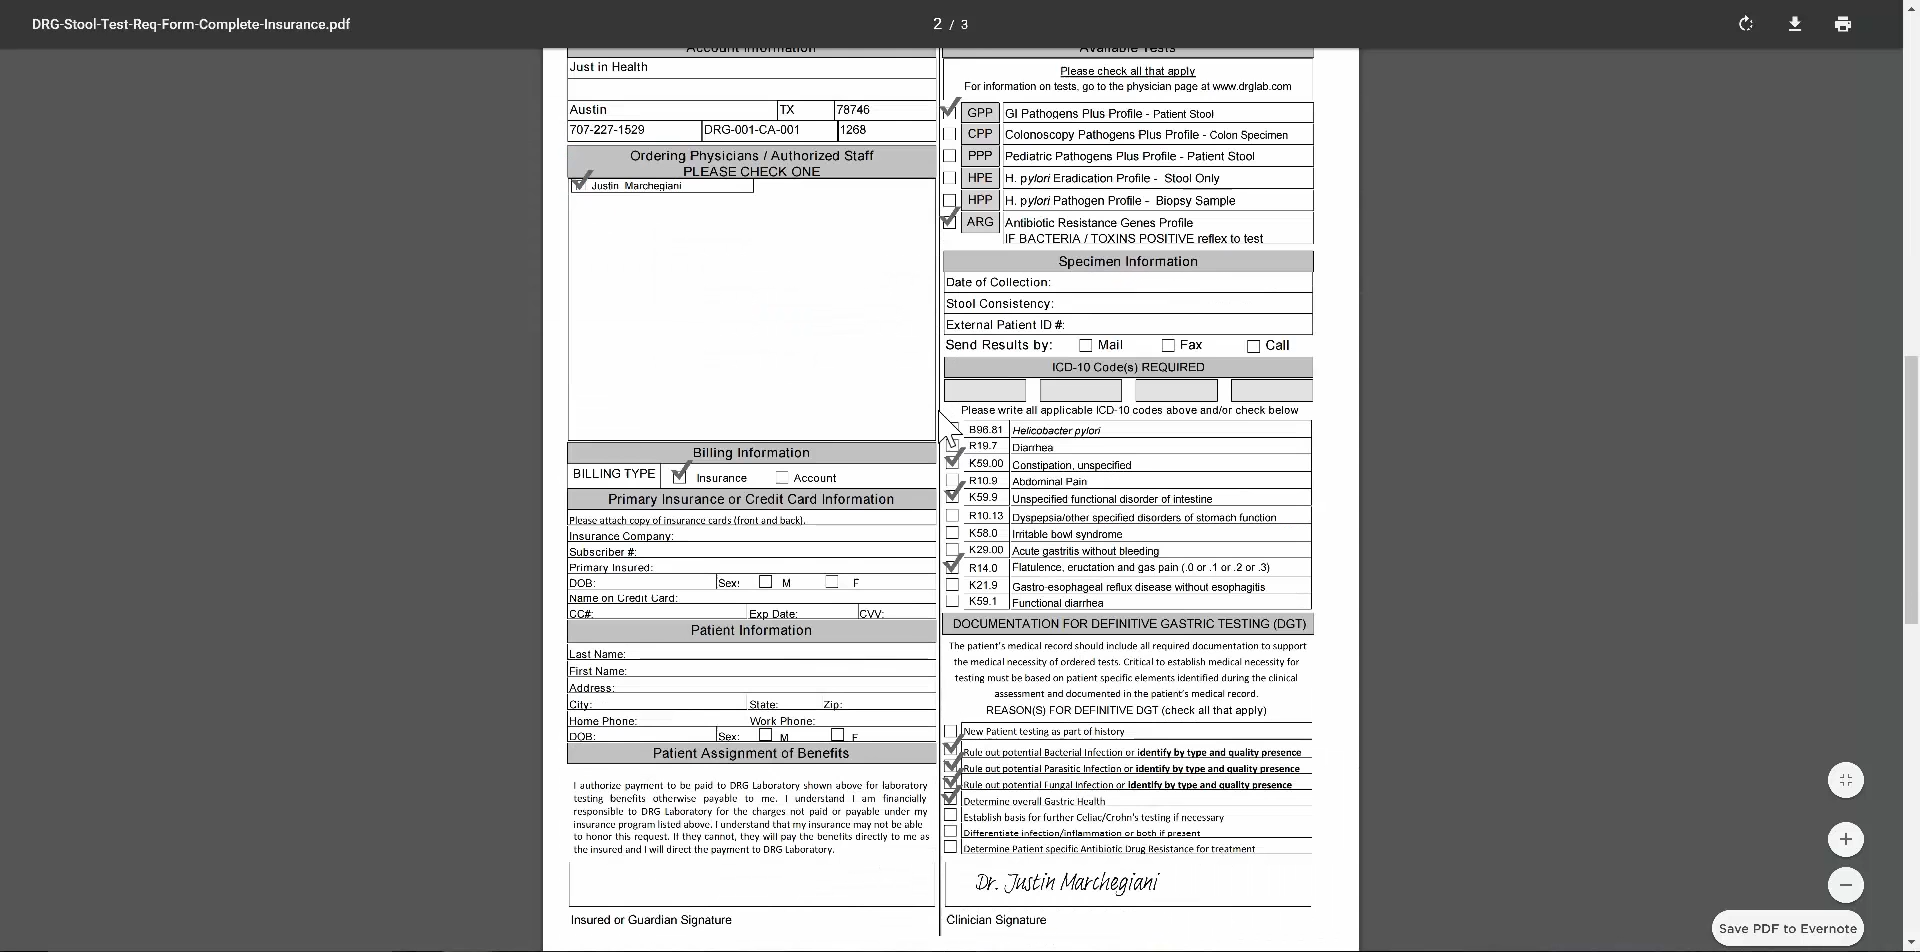 DRG-Stool-Test-Req-Form-Complete-Insurance.pdf
2 / 3
Account Information
Just in Health
Austin TX 78746
707-227-1529 DRG-001-CA-001 1268
Ordering Physicians / Authorized Staff
PLEASE CHECK ONE
Justin Marchegiani
Billing Information
BILLING TYPE Insurance Account
Primary Insurance or Credit Card Information
Please attach copy of insurance cards (front and back).
Insurance Company:
Subscriber #:
Primary Insured:
DOB: Sex: M F
Name on Credit Card:
CC#: Exp Date: CVV:
Patient Information
Last Name:
First Name:
Address:
City: State: Zip:
Home Phone: Work Phone:
DOB: Sex: M F
Patient Assignment of Benefits
I authorize payment to be paid to DRG Laboratory shown above for laboratory
testing benefits otherwise payable to me. I understand I am financially
responsible to DRG Laboratory for the charges not paid or payable under my
insurance program listed above. I understand that my insurance may not be able
to honor this request. If they cannot, they will pay the benefits directly to me as
the insured and I will direct the payment to DRG Laboratory.
Insured or Guardian Signature
Available Tests
Please check all that apply
For information on tests, go to the physician page at www.drglab.com
GPP GI Pathogens Plus Profile - Patient Stool
CPP Colonoscopy Pathogens Plus Profile - Colon Specimen
PPP Pediatric Pathogens Plus Profile - Patient Stool
HPE H. pylori Eradication Profile - Stool Only
HPP H. pylori Pathogen Profile - Biopsy Sample
ARG Antibiotic Resistance Genes Profile
IF BACTERIA / TOXINS POSITIVE reflex to test
Specimen Information
Date of Collection:
Stool Consistency:
External Patient ID #:
Send Results by: Mail Fax Call
ICD-10 Code(s) REQUIRED
Please write all applicable ICD-10 codes above and/or check below
B96.81 Helicobacter pylori
R19.7 Diarrhea
K59.00 Constipation, unspecified
R10.9 Abdominal Pain
K59.9 Unspecified functional disorder of intestine
R10.13 Dyspepsia/other specified disorders of stomach function
K58.0 Irritable bowl syndrome
K29.00 Acute gastritis without bleeding
R14.0 Flatulence, eructation and gas pain (.0 or .1 or .2 or .3)
K21.9 Gastro-esophageal reflux disease without esophagitis
K59.1 Functional diarrhea
DOCUMENTATION FOR DEFINITIVE GASTRIC TESTING (DGT)
The patient's medical record should include all required documentation to support
the medical necessity of ordered tests. Critical to establish medical necessity for
testing must be based on patient specific elements identified during the clinical
assessment and documented in the patient's medical record.
REASON(S) FOR DEFINITIVE DGT (check all that apply)
New Patient testing as part of history
Rule out potential Bacterial Infection or identify by type and quality presence
Rule out potential Parasitic Infection or identify by type and quality presence
Rule out potential Fungal Infection or identify by type and quality presence
Determine overall Gastric Health
Establish basis for further Celiac/Crohn's testing if necessary
Differentiate infection/inflammation or both if present
Determine Patient specific Antibiotic Drug Resistance for treatment
Dr. Justin Marchegiani
Clinician Signature
Save PDF to Evernote